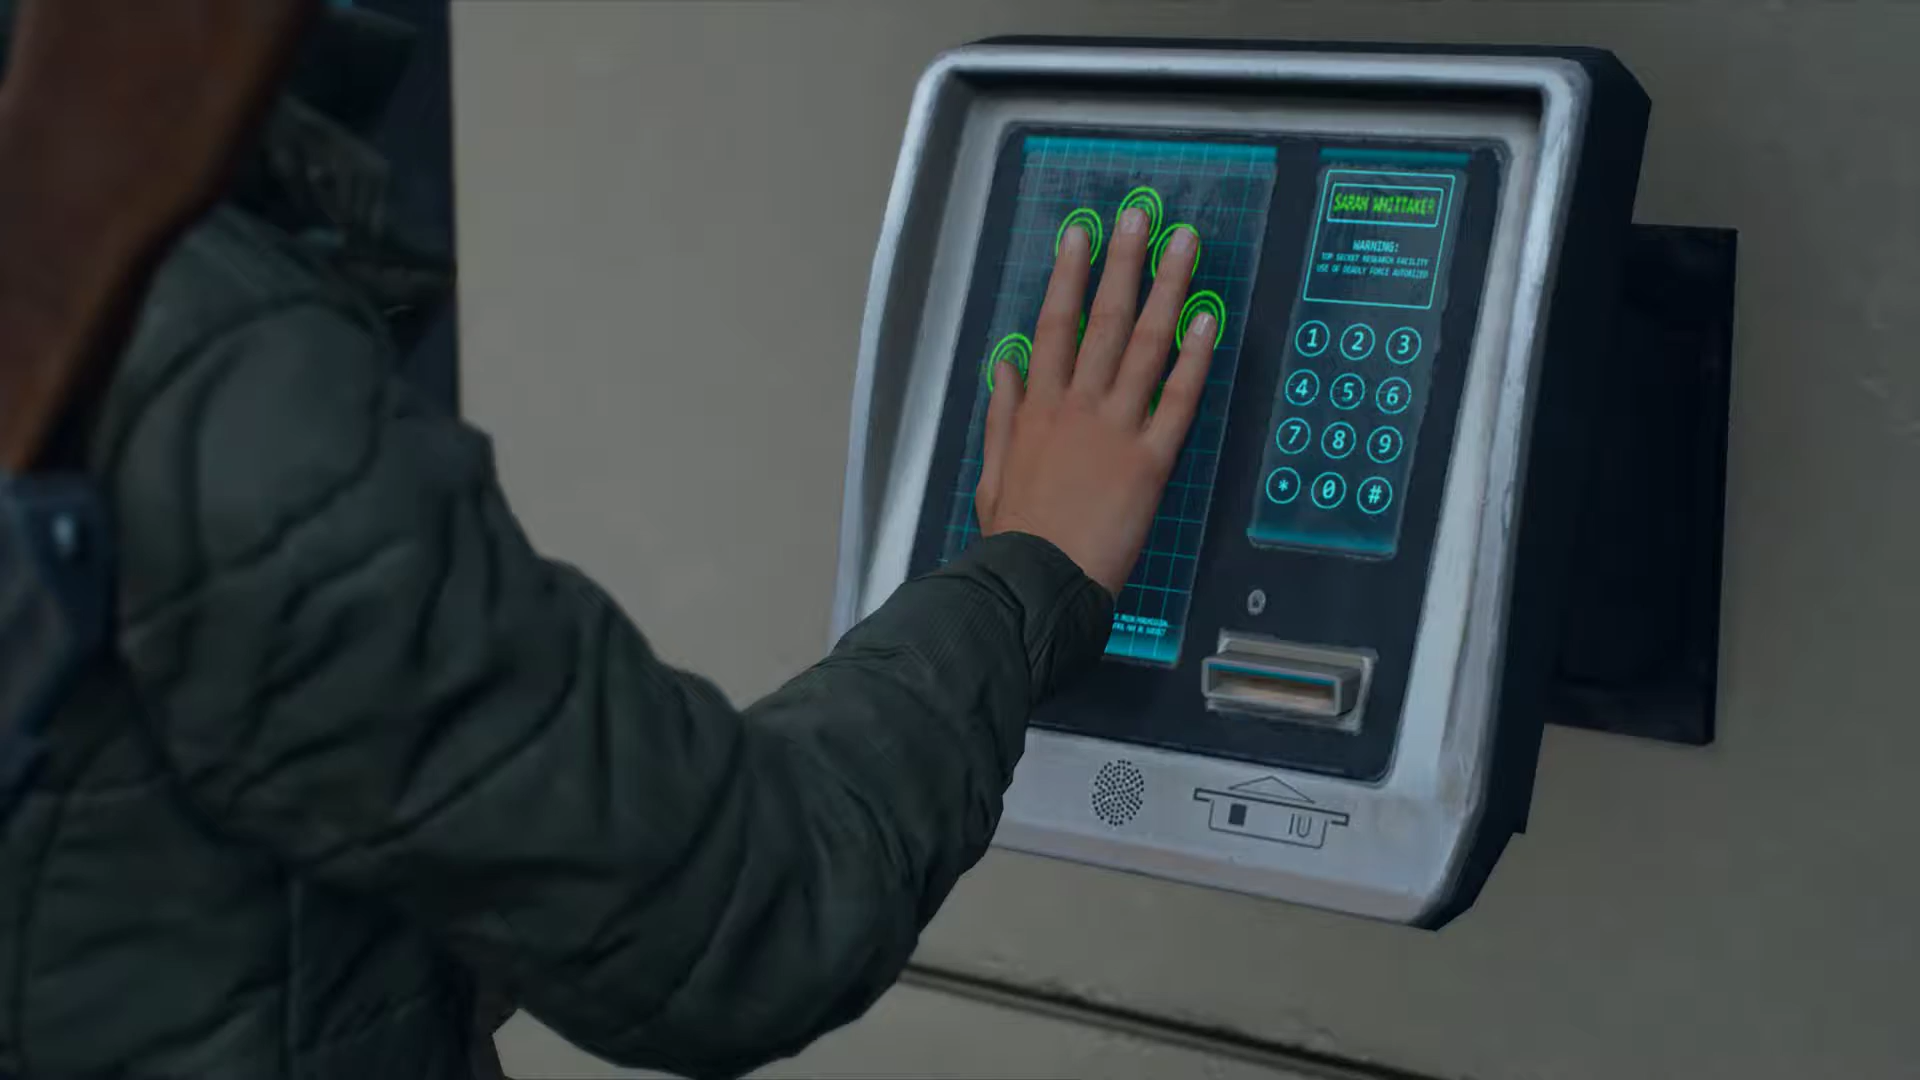 SARAH WHITTAKER
WARNING:
TOP SECRET RESEARCH FACILITY
USE OF DEADLY FORCE AUTORIZED
1 2 3
4 5 6
7 8 9
* 0 #